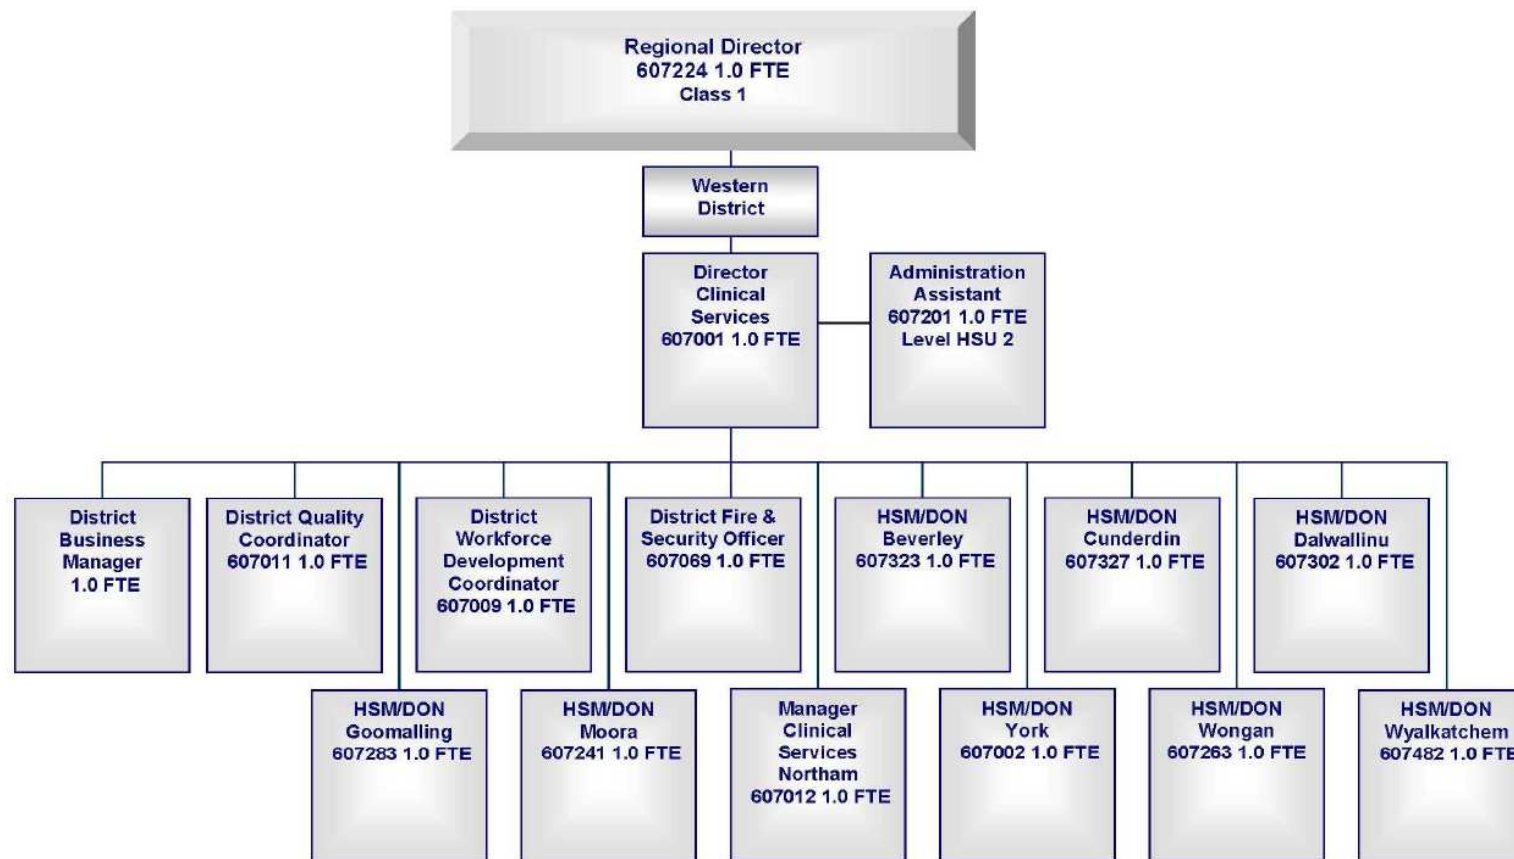 Regional Director
607224 1.0 FTE
Class 1
Western
District
Director
Clinical
Services
607001 1.0 FTE
Administration
Assistant
607201 1.0 FTE
Level HSU 2
District
Business
Manager
1.0 FTE
District Quality
Coordinator
607011 1.0 FTE
District
Workforce
Development
Coordinator
607009 1.0 FTE
District Fire &
Security Officer
607069 1.0 FTE
HSM/DON
Beverley
607323 1.0 FTE
HSM/DON
Cunderdin
607327 1.0 FTE
HSM/DON
Dalwallinu
607302 1.0 FTE
HSM/DON
Goomalling
607283 1.0 FTE
HSM/DON
Moora
607241 1.0 FTE
Manager
Clinical
Services
Northam
607012 1.0 FTE
HSM/DON
York
607002 1.0 FTE
HSM/DON
Wongan
607263 1.0 FTE
HSM/DON
Wyalkatchem
607482 1.0 FTE